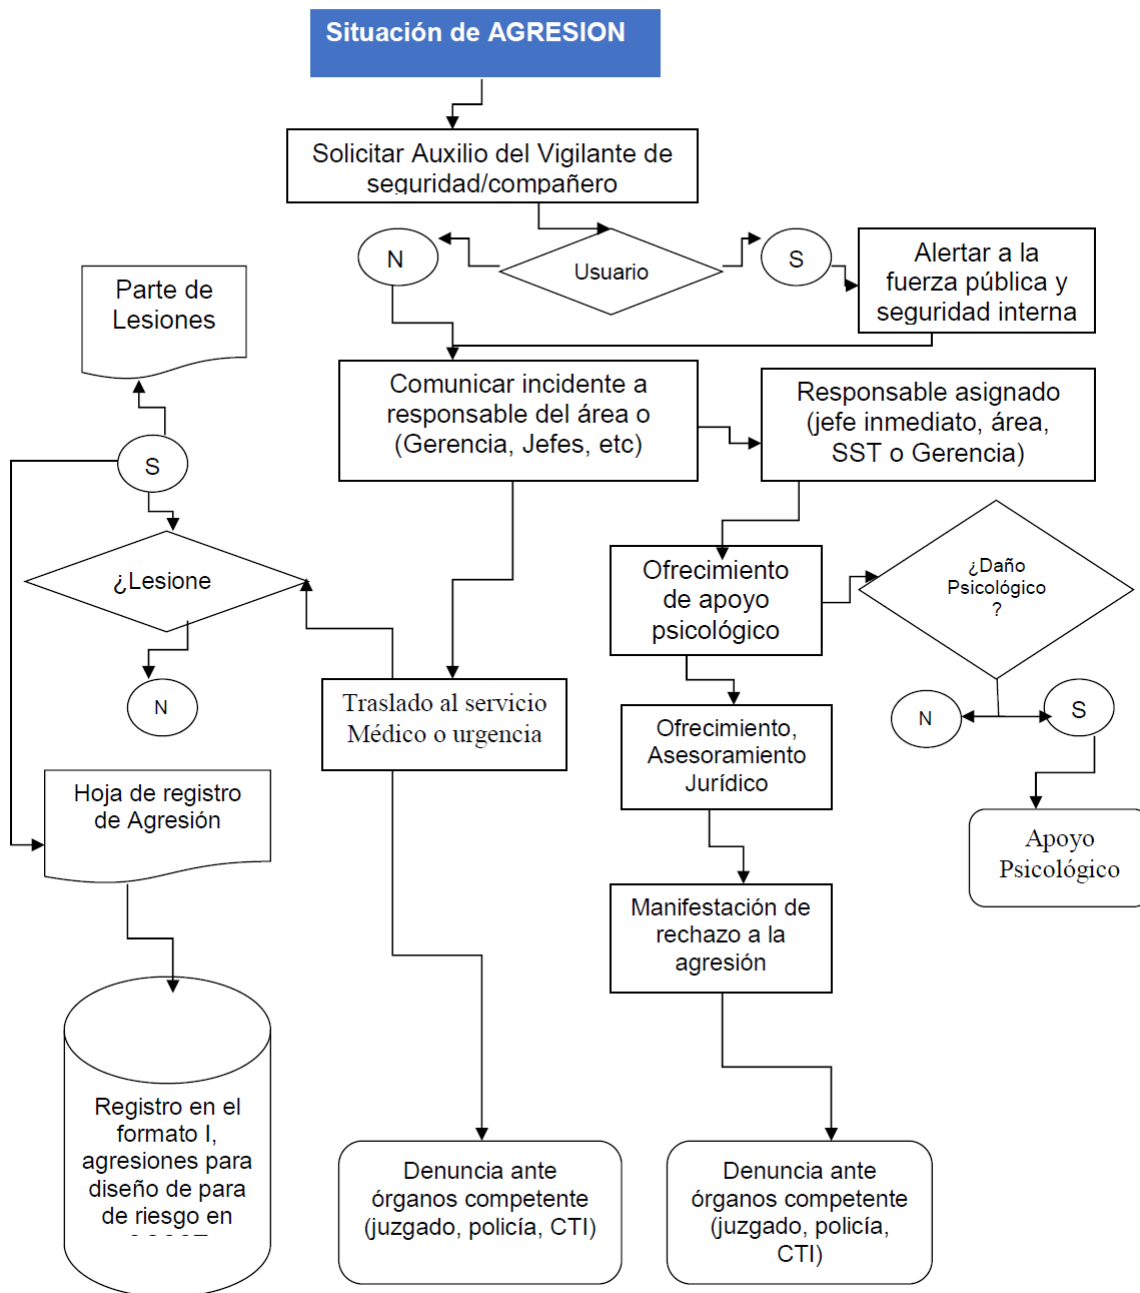 Situación de AGRESION
Solicitar Auxilio del Vigilante de
seguridad/compañero
N
Usuario
S
Alertar a la
fuerza pública y
seguridad interna
Parte de
Lesiones
Comunicar incidente a
responsable del área o
(Gerencia, Jefes, etc)
Responsable asignado
(jefe inmediato, área,
SST o Gerencia)
S
¿Lesione
N
Ofrecimiento
de apoyo
psicológico
¿Daño
Psicológico
?
Traslado al servicio
Médico o urgencia
Ofrecimiento,
Asesoramiento
Jurídico
N
S
Hoja de registro
de Agresión
Apoyo
Psicológico
Manifestación de
rechazo a la
agresión
Registro en el
formato I,
agresiones para
diseño de para
de riesgo en
Denuncia ante
órganos competente
(juzgado, policía, CTI)
Denuncia ante
órganos competente
(juzgado, policía,
CTI)